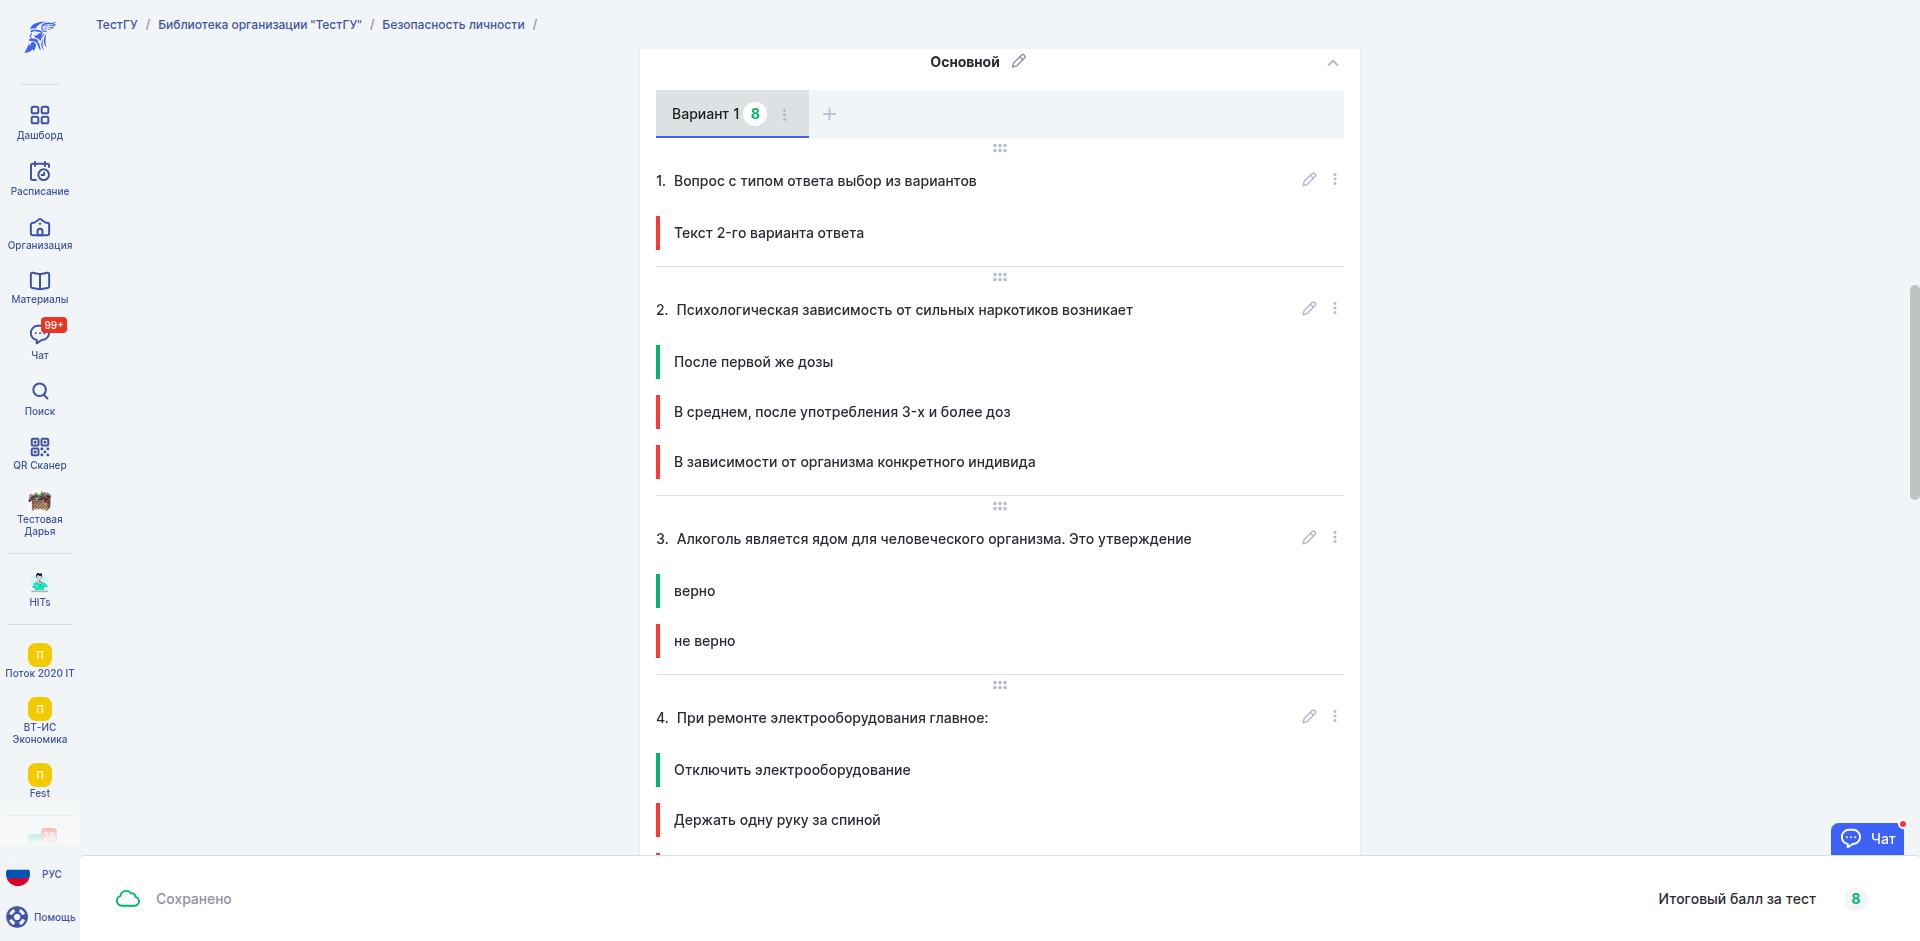 ТестГУ / Библиотека организации "ТестГУ" / Безопасность личности /
Дашборд
Расписание
Организация
Материалы
99+
Чат
Поиск
QR Сканер
Тестовая
Дарья
HITs
П
Поток 2020 IT
П
ВТ-ИС
Экономика
П
Fest
28
РУС
Помощь
Основной
Вариант 1 8
1. Вопрос с типом ответа выбор из вариантов
Текст 2-го варианта ответа
2. Психологическая зависимость от сильных наркотиков возникает
После первой же дозы
В среднем, после употребления 3-х и более доз
В зависимости от организма конкретного индивида
3. Алкоголь является ядом для человеческого организма. Это утверждение
верно
не верно
4. При ремонте электрооборудования главное:
Отключить электрооборудование
Держать одну руку за спиной
Чат
Сохранено
Итоговый балл за тест 8